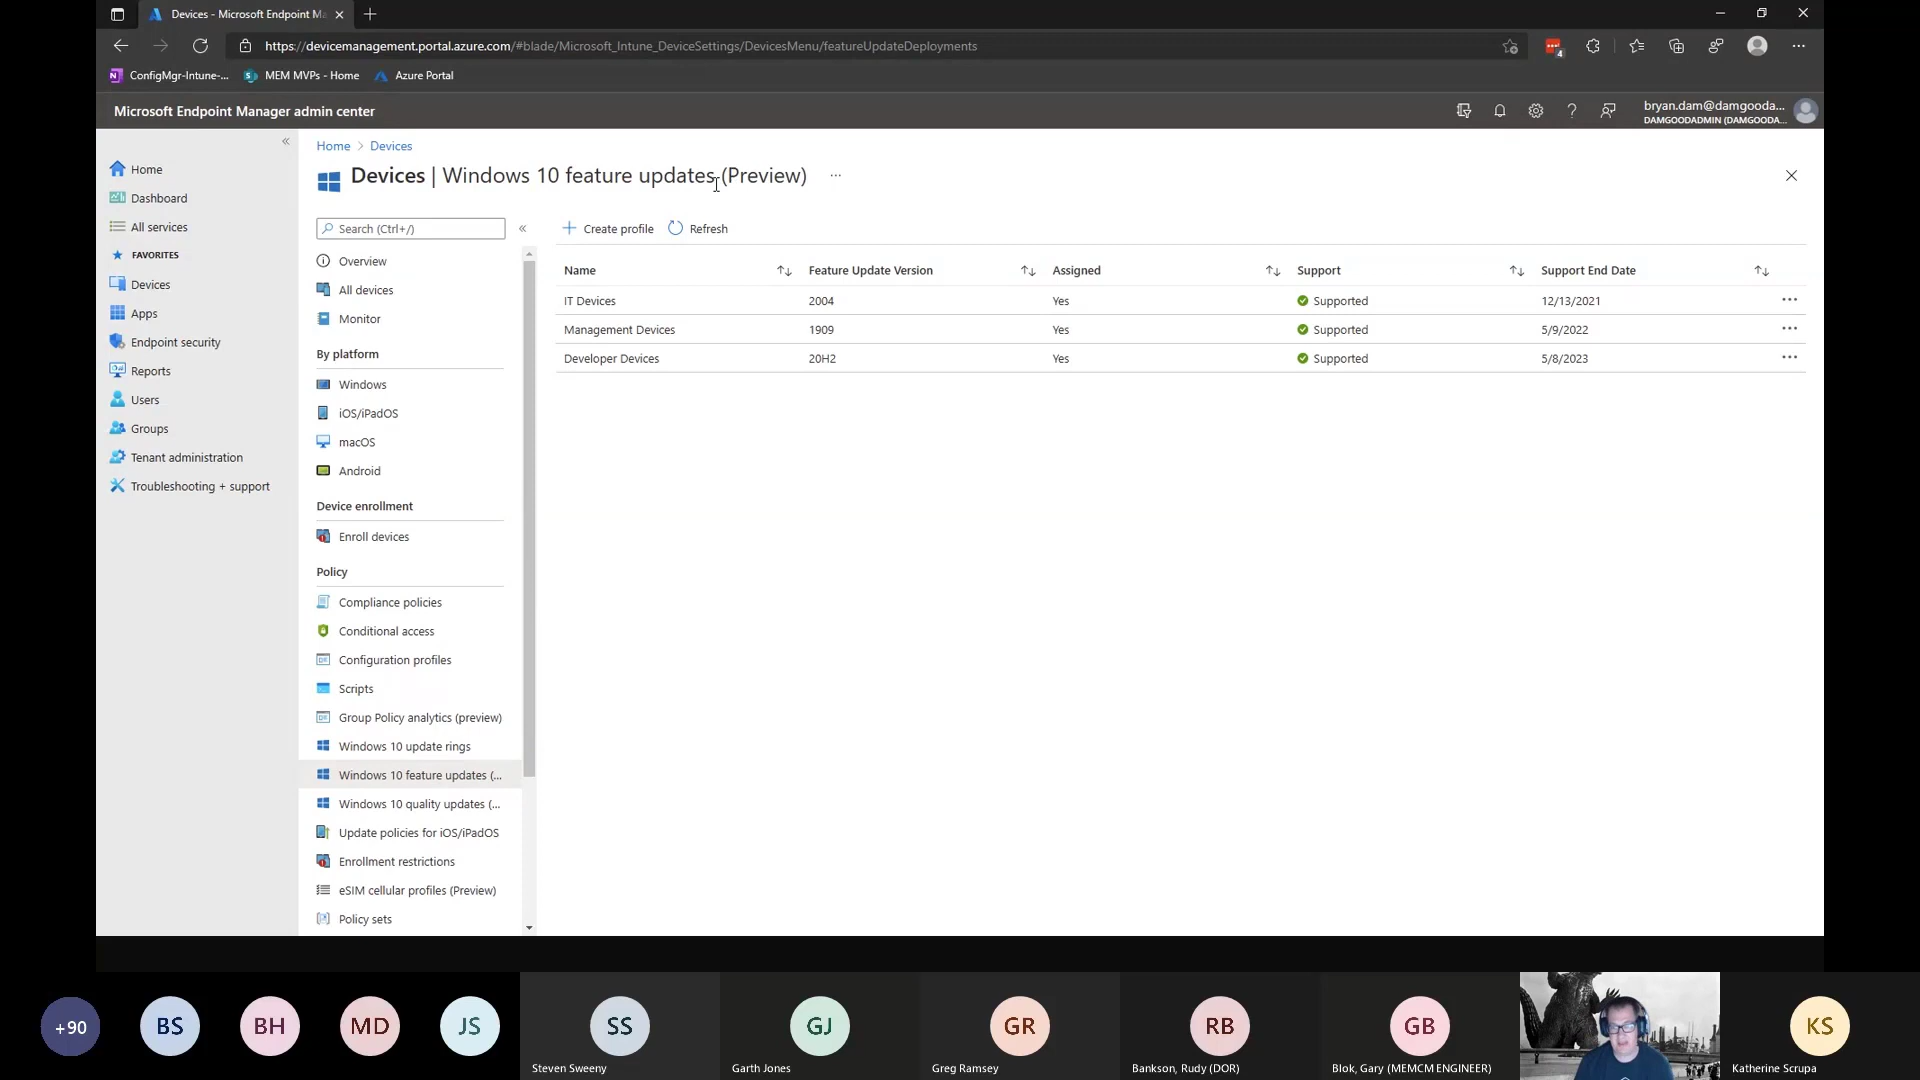 Devices - Microsoft Endpoint Ma
https://devicemanagement.portal.azure.com/#blade/Microsoft_Intune_DeviceSettings/DevicesMenu/featureUpdateDeployments
4
ConfigMgr-Intune-...
MEM MVPs - Home
Azure Portal
Microsoft Endpoint Manager admin center
bryan.dam@damgooda...
DAMGOODADMIN (DAMGOODA...
Home
Dashboard
All services
FAVORITES
Devices
Apps
Endpoint security
Reports
Users
Groups
Tenant administration
Troubleshooting + support
Home > Devices
Devices | Windows 10 feature updates (Preview) ...
Search (Ctrl+/)
Overview
All devices
Monitor
By platform
Windows
iOS/iPadOS
macOS
Android
Device enrollment
Enroll devices
Policy
Compliance policies
Conditional access
Configuration profiles
Scripts
Group Policy analytics (preview)
Windows 10 update rings
Windows 10 feature updates (...
Windows 10 quality updates (...
Update policies for iOS/iPadOS
Enrollment restrictions
eSIM cellular profiles (Preview)
Policy sets
Create profile Refresh
Name Feature Update Version Assigned Support Support End Date
IT Devices 2004 Yes Supported 12/13/2021
Management Devices 1909 Yes Supported 5/9/2022
Developer Devices 20H2 Yes Supported 5/8/2023
+90
BS
BH
MD
JS
SS
Steven Sweeny
GJ
Garth Jones
GR
Greg Ramsey
RB
Bankson, Rudy (DOR)
GB
Blok, Gary (MEMCM ENGINEER)
KS
Katherine Scrupa